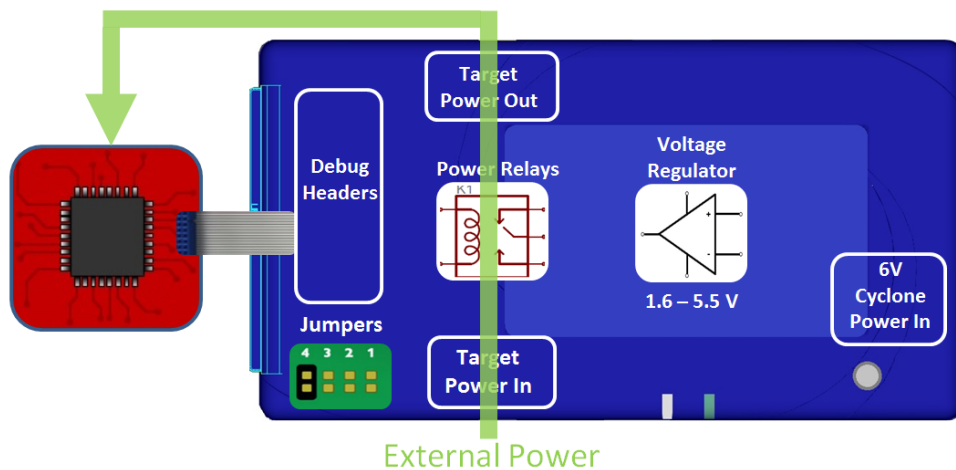 Target
Power Out
Debug
Headers
Power Relays
K1
Voltage
Regulator
+
-
1.6 – 5.5 V
6V
Cyclone
Power In
Jumpers
4 3 2 1
Target
Power In
External Power